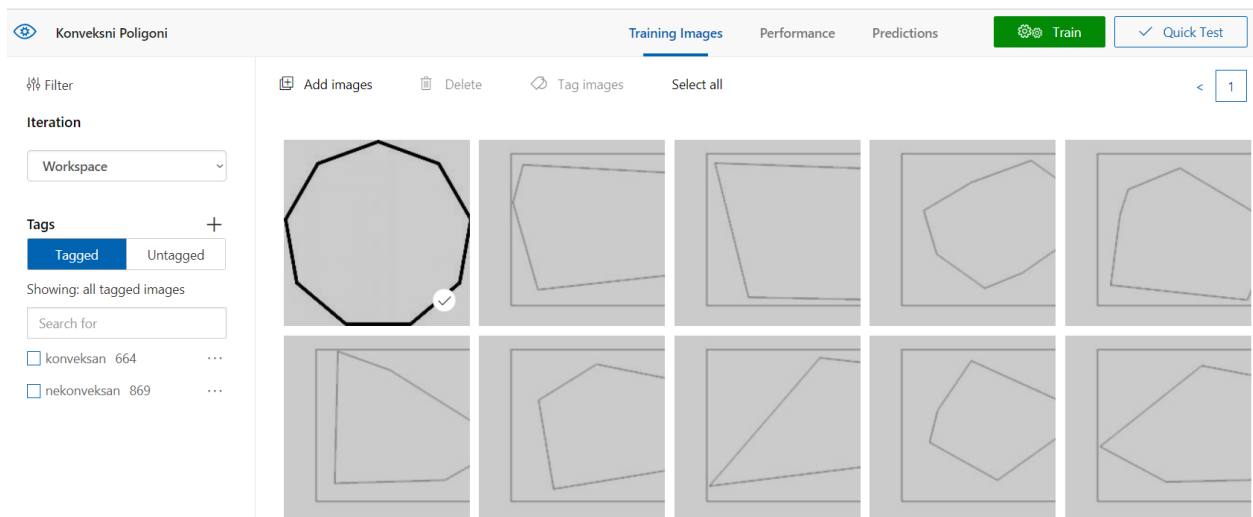 Konveksni Poligoni
Training Images
Performance
Predictions
Train
Quick Test
Filter
Add images
Delete
Tag images
Select all
<
1
Iteration
Workspace
Tags
Tagged
Untagged
Showing: all tagged images
Search for
konveksan 664 ...
nekonveksan 869 ...